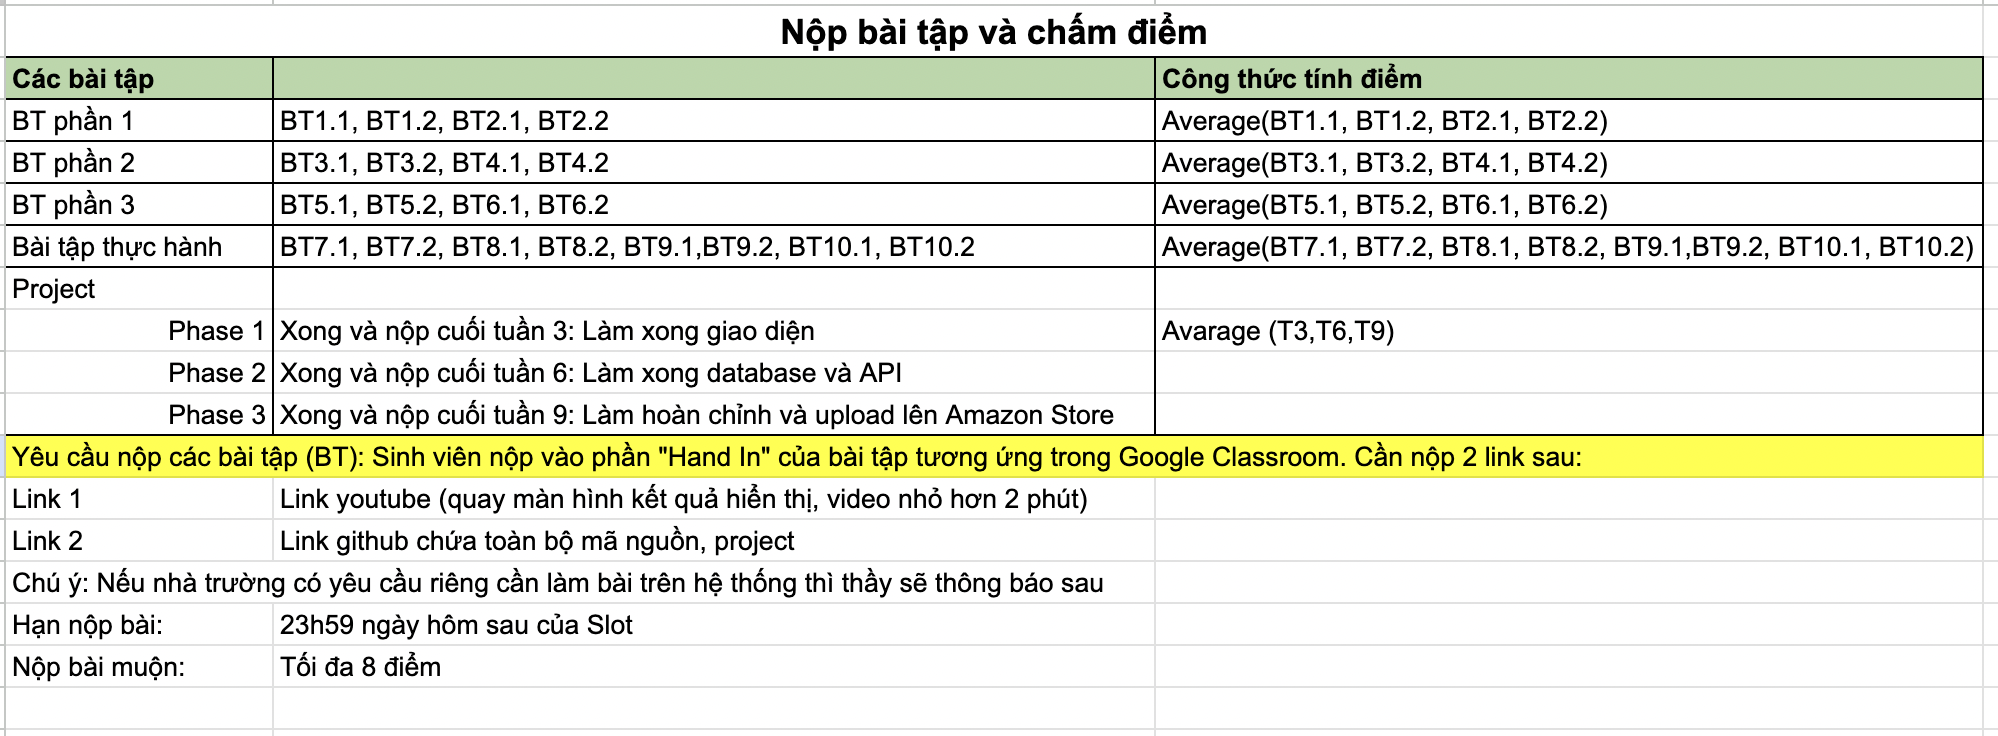 Nộp bài tập và chấm điểm
Các bài tập Công thức tính điểm
BT phần 1 BT1.1, BT1.2, BT2.1, BT2.2 Average(BT1.1, BT1.2, BT2.1, BT2.2)
BT phần 2 BT3.1, BT3.2, BT4.1, BT4.2 Average(BT3.1, BT3.2, BT4.1, BT4.2)
BT phần 3 BT5.1, BT5.2, BT6.1, BT6.2 Average(BT5.1, BT5.2, BT6.1, BT6.2)
Bài tập thực hành BT7.1, BT7.2, BT8.1, BT8.2, BT9.1,BT9.2, BT10.1, BT10.2 Average(BT7.1, BT7.2, BT8.1, BT8.2, BT9.1,BT9.2, BT10.1, BT10.2)
Project
Phase 1 Xong và nộp cuối tuần 3: Làm xong giao diện Avarage (T3,T6,T9)
Phase 2 Xong và nộp cuối tuần 6: Làm xong database và API
Phase 3 Xong và nộp cuối tuần 9: Làm hoàn chỉnh và upload lên Amazon Store
Yêu cầu nộp các bài tập (BT): Sinh viên nộp vào phần "Hand In" của bài tập tương ứng trong Google Classroom. Cần nộp 2 link sau:
Link 1 Link youtube (quay màn hình kết quả hiển thị, video nhỏ hơn 2 phút)
Link 2 Link github chứa toàn bộ mã nguồn, project
Chú ý: Nếu nhà trường có yêu cầu riêng cần làm bài trên hệ thống thì thầy sẽ thông báo sau
Hạn nộp bài: 23h59 ngày hôm sau của Slot
Nộp bài muộn: Tối đa 8 điểm